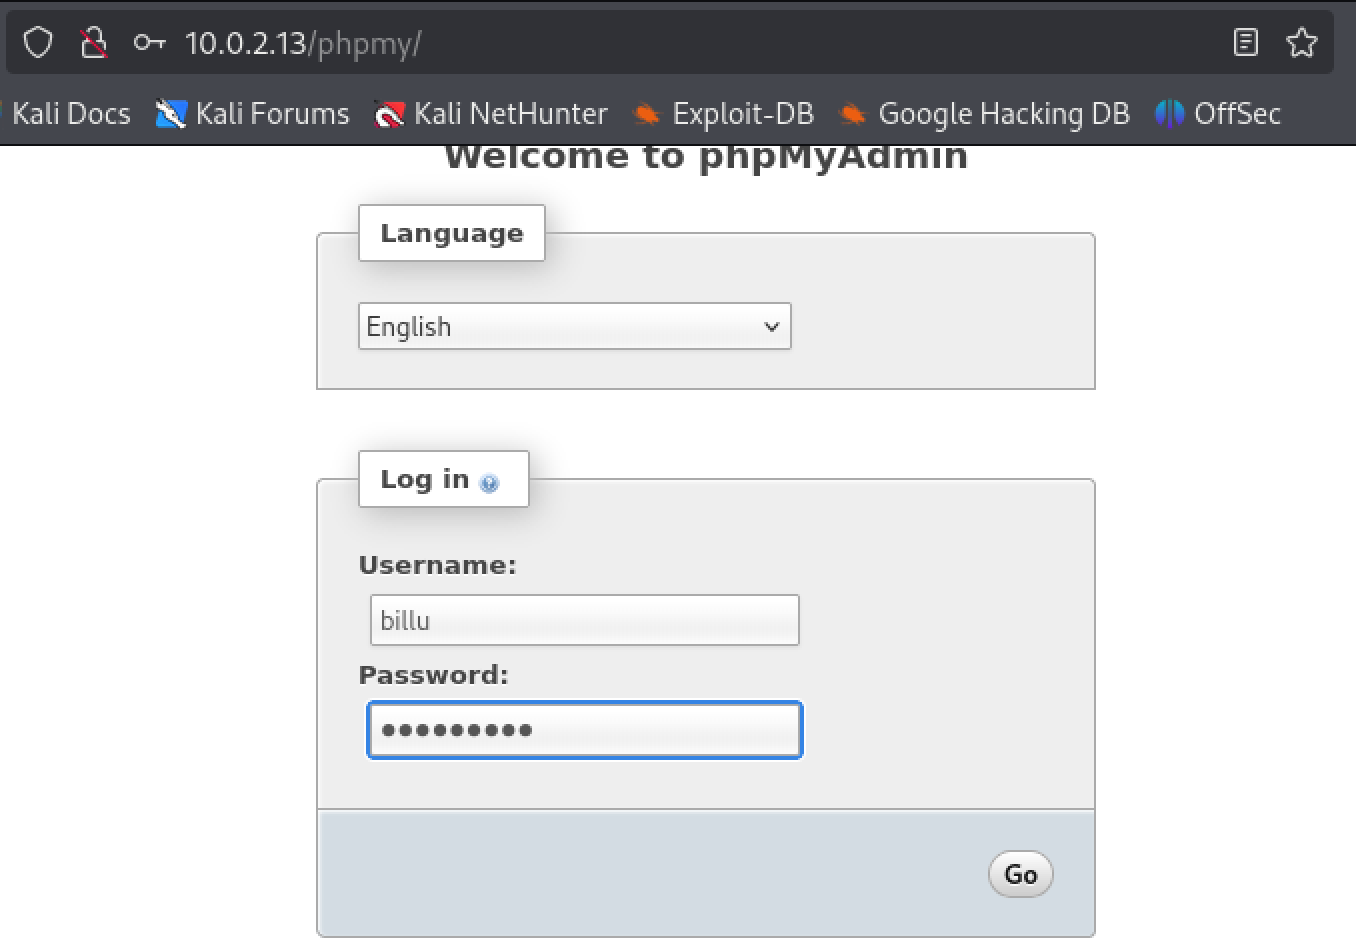 10.0.2.13/phpmy/
Kali Docs Kali Forums Kali NetHunter Exploit-DB Google Hacking DB OffSec
Welcome to phpMyAdmin
Language
English
Log in
Username:
billu
Password:
•••••••••
Go